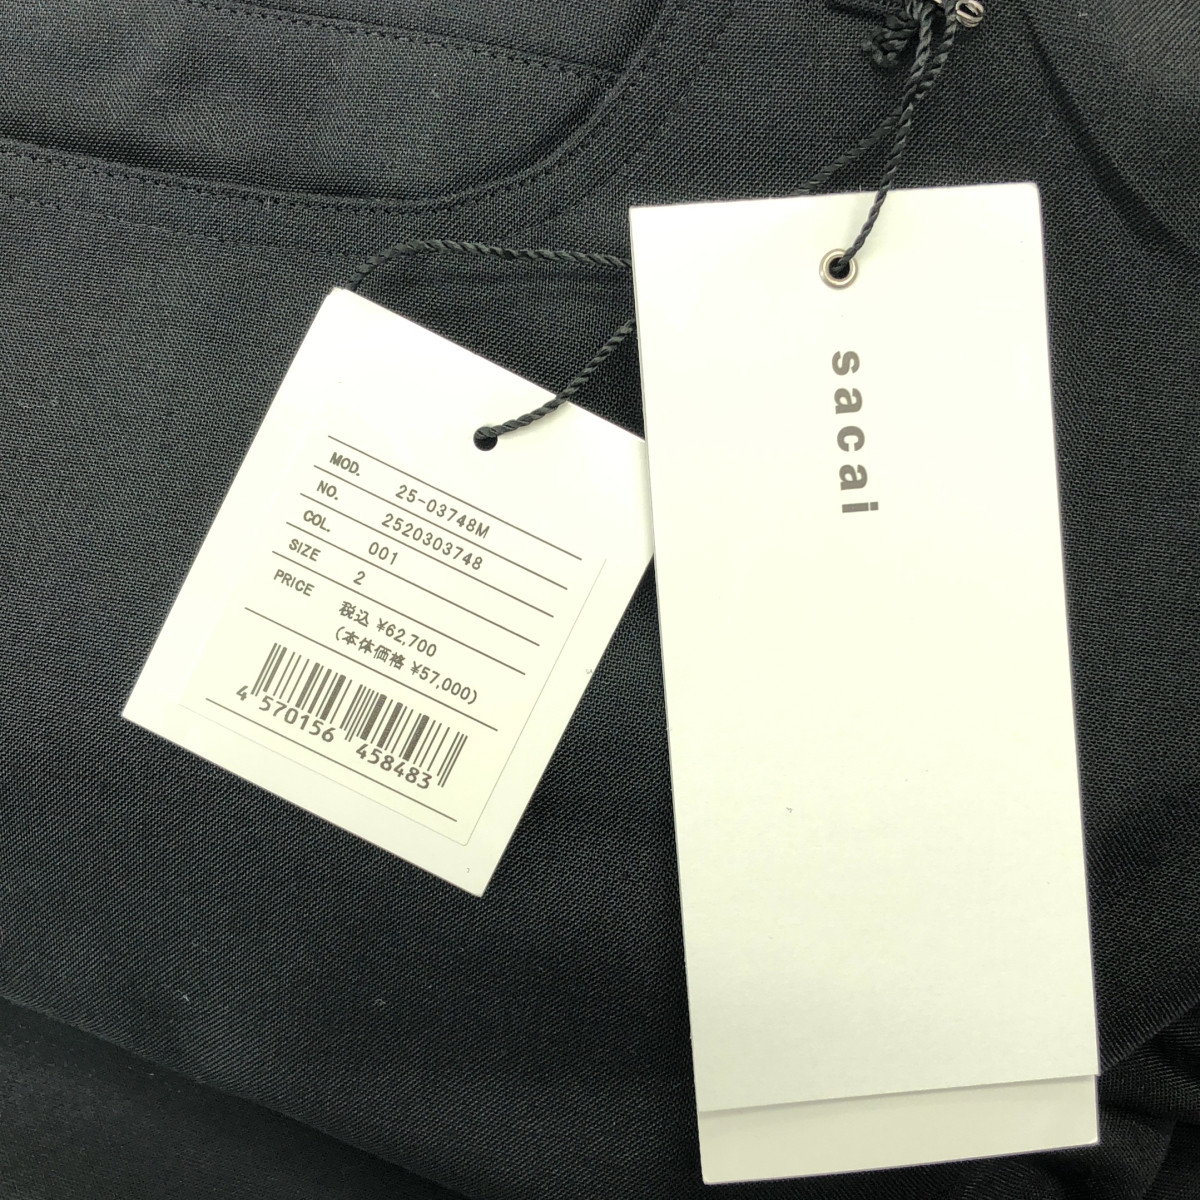 MOD. 25-03748M
NO. 2520303748
COL. 001
SIZE 2
PRICE 税込 ¥62,700
(本体価格 ¥57,000)
4 570156 458483
sacai